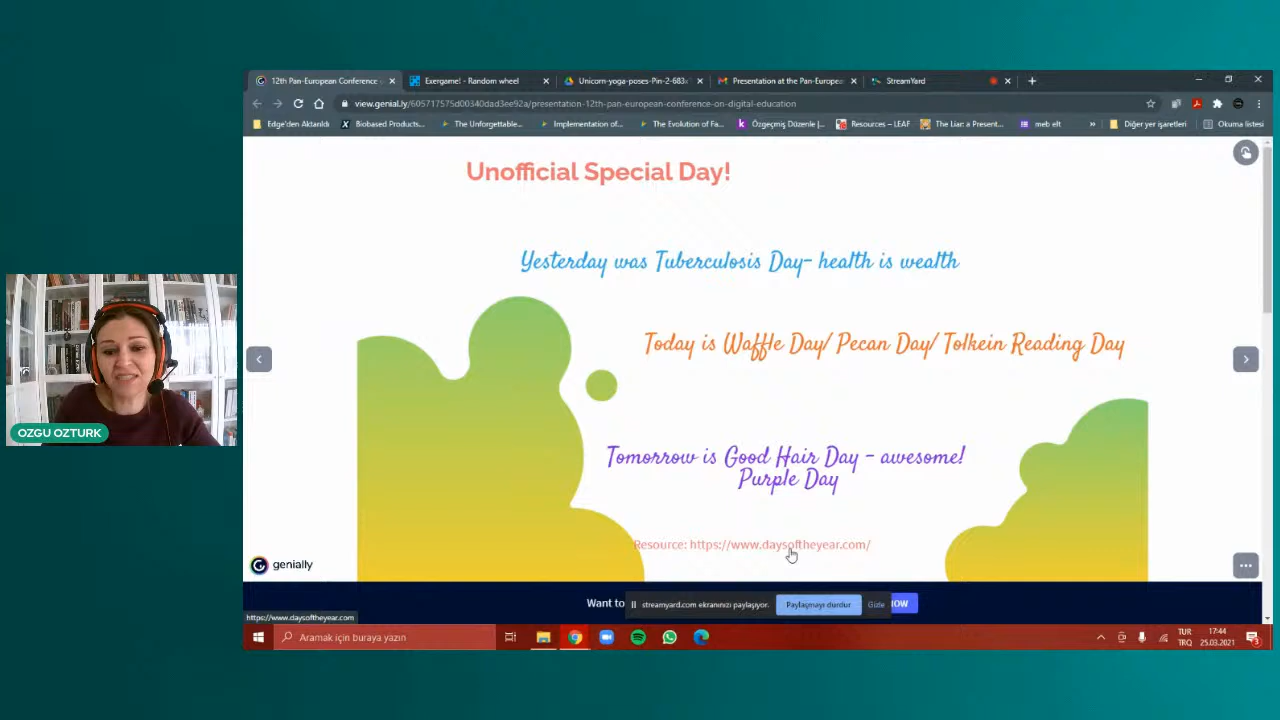 12th Pan-European Conference
Exergame! - Random wheel
Unicorn-yoga-poses-Pin-2-683x
Presentation at the Pan-Europea
StreamYard
view.genial.ly/605717575d00340dad3ee92a/presentation-12th-pan-european-conference-on-digital-education
Edge'den Aktarıldı
Biobased Products...
The Unforgettable...
Implementation of...
The Evolution of Fa...
Özgeçmiş Düzenle |...
Resources – LEAF
The Liar: a Present...
meb elt
»
Diğer yer işaretleri
Okuma listesi
Unofficial Special Day!
Yesterday was Tuberculosis Day- health is wealth
Today is Waffle Day/ Pecan Day/ Tolkein Reading Day
Tomorrow is Good Hair Day - awesome!
Purple Day
Resource: https://www.daysoftheyear.com/
OZGU OZTURK
genially
Want to
streamyard.com ekranınızı paylaşıyor.
Paylaşmayı durdur
Gizle
NOW
https://www.daysoftheyear.com
Aramak için buraya yazın
TUR
TRQ
17:44
25.03.2021
3